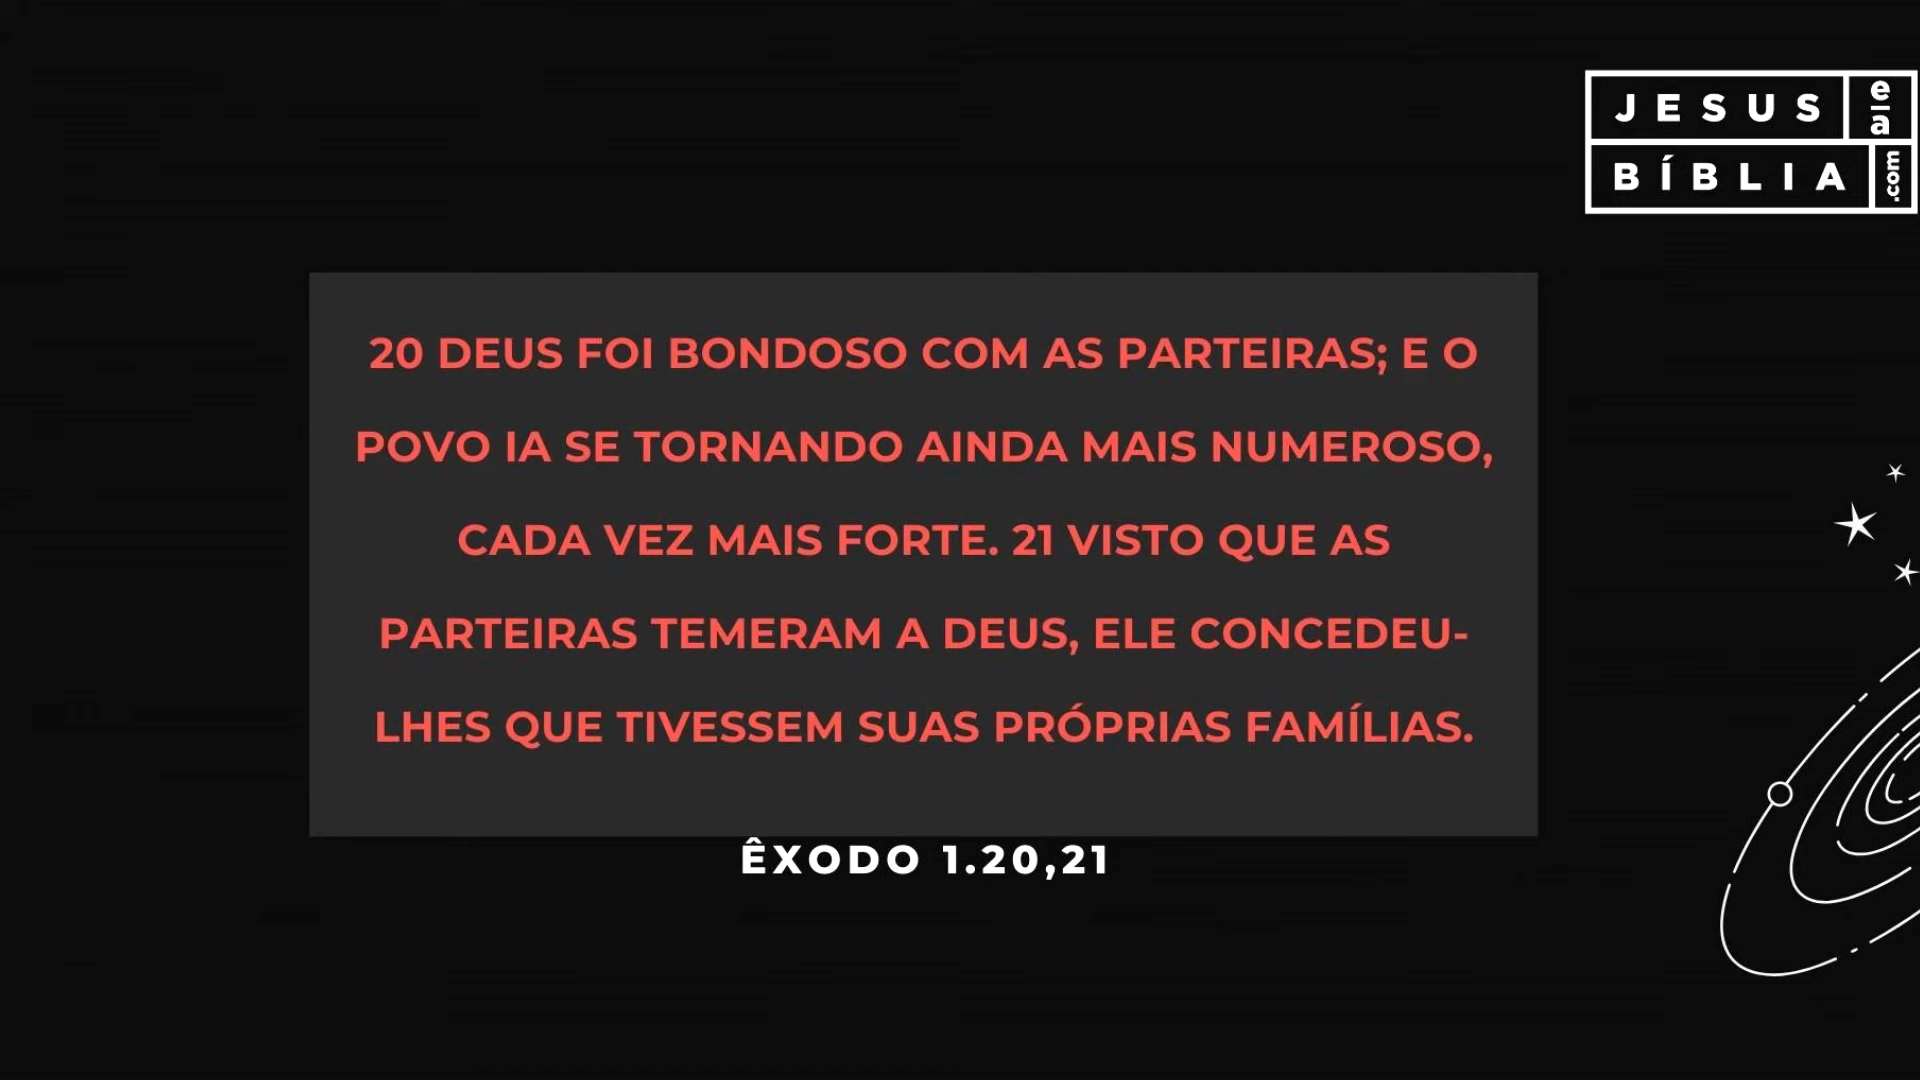 JESUS e a
BÍBLIA .com
20 DEUS FOI BONDOSO COM AS PARTEIRAS; E O
POVO IA SE TORNANDO AINDA MAIS NUMEROSO,
CADA VEZ MAIS FORTE. 21 VISTO QUE AS
PARTEIRAS TEMERAM A DEUS, ELE CONCEDEU-
LHES QUE TIVESSEM SUAS PRÓPRIAS FAMÍLIAS.
ÊXODO 1.20,21